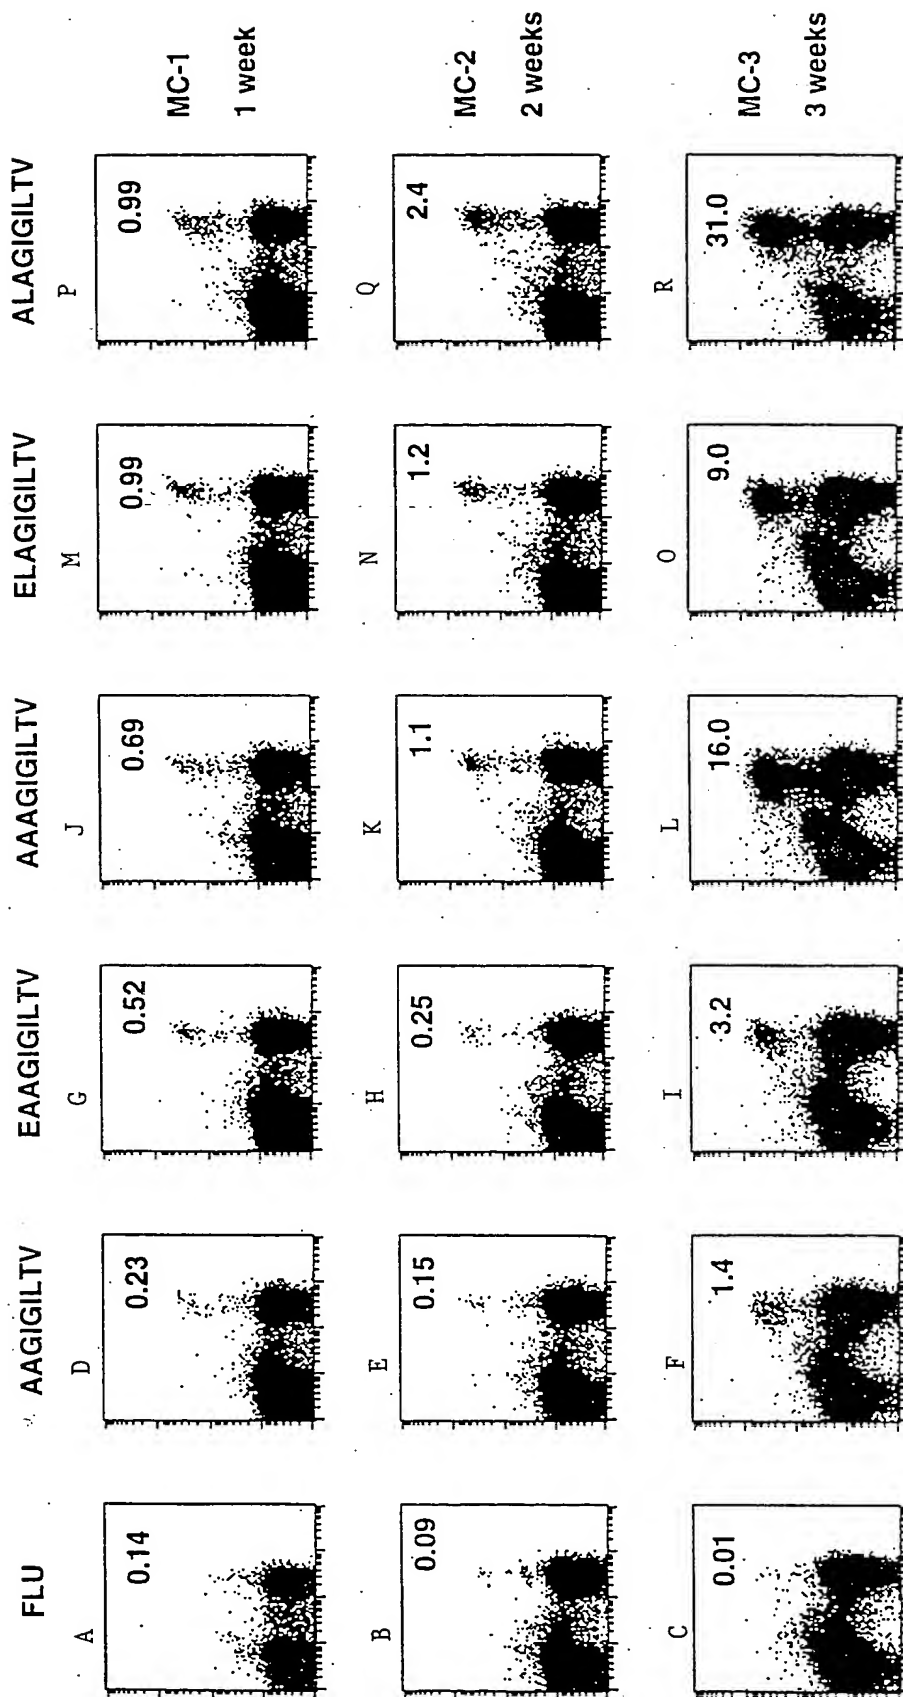 FLU AAGIGILTV EAAGIGILTV AAAGIGILTV ELAGIGILTV ALAGIGILTV
A D G J M P
0.14 0.23 0.52 0.69 0.99 0.99
MC-1
1 week
B E H K N Q
0.09 0.15 0.25 1.1 1.2 2.4
MC-2
2 weeks
C F I L O R
0.01 1.4 3.2 16.0 9.0 31.0
MC-3
3 weeks